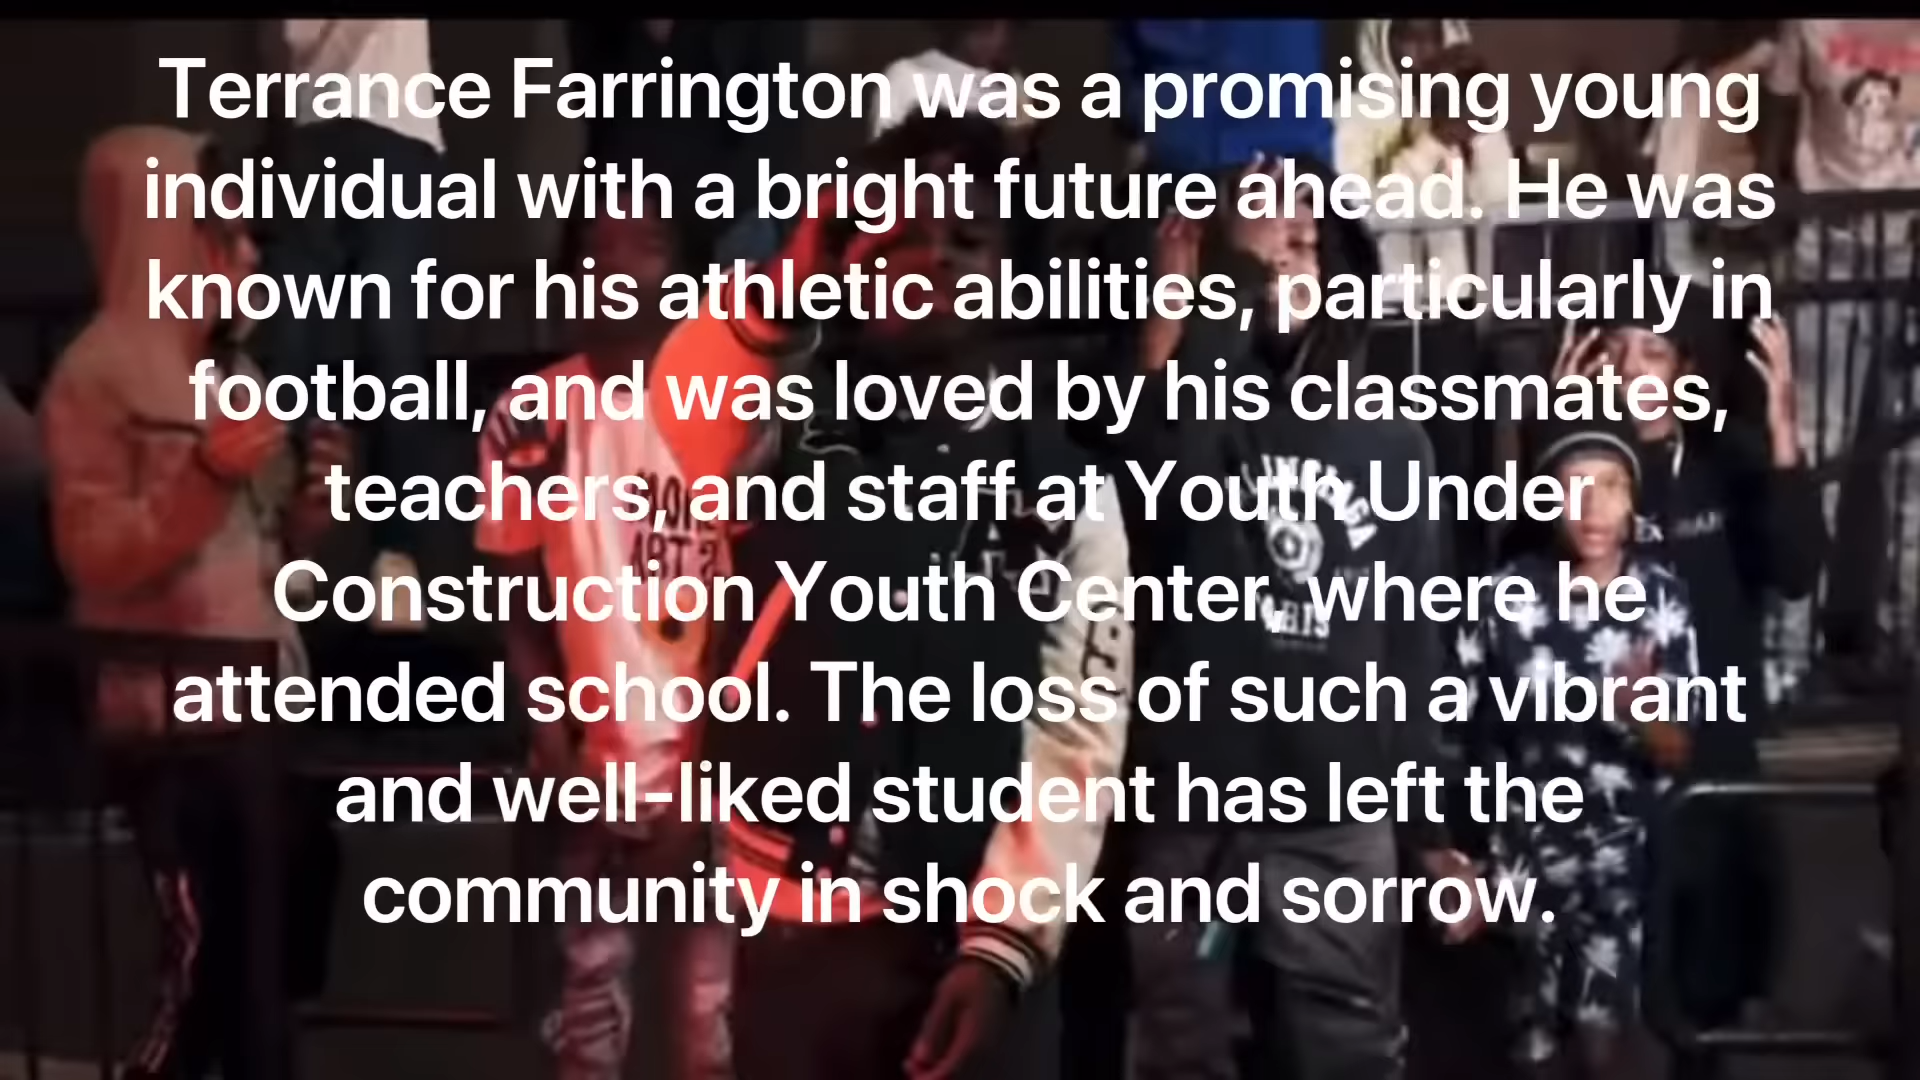 Terrance Farrington was a promising young
individual with a bright future ahead. He was
known for his athletic abilities, particularly in
football, and was loved by his classmates,
teachers, and staff at Youth Under
Construction Youth Center, where he
attended school. The loss of such a vibrant
and well-liked student has left the
community in shock and sorrow.